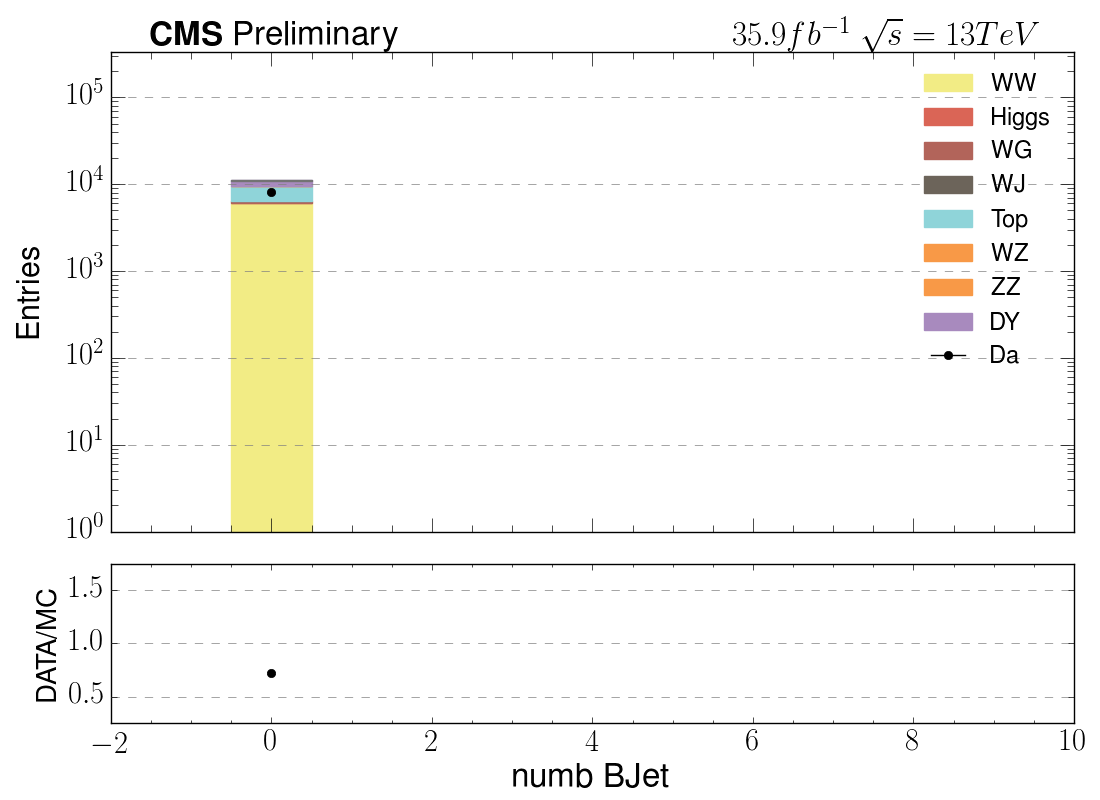 CMS Preliminary
35.9fb⁻¹ √s = 13TeV
Entries
10⁵
10⁴
10³
10²
10¹
10⁰
WW
Higgs
WG
WJ
Top
WZ
ZZ
DY
Da
DATA/MC
1.5
1.0
0.5
−2 0 2 4 6 8 10
numb BJet